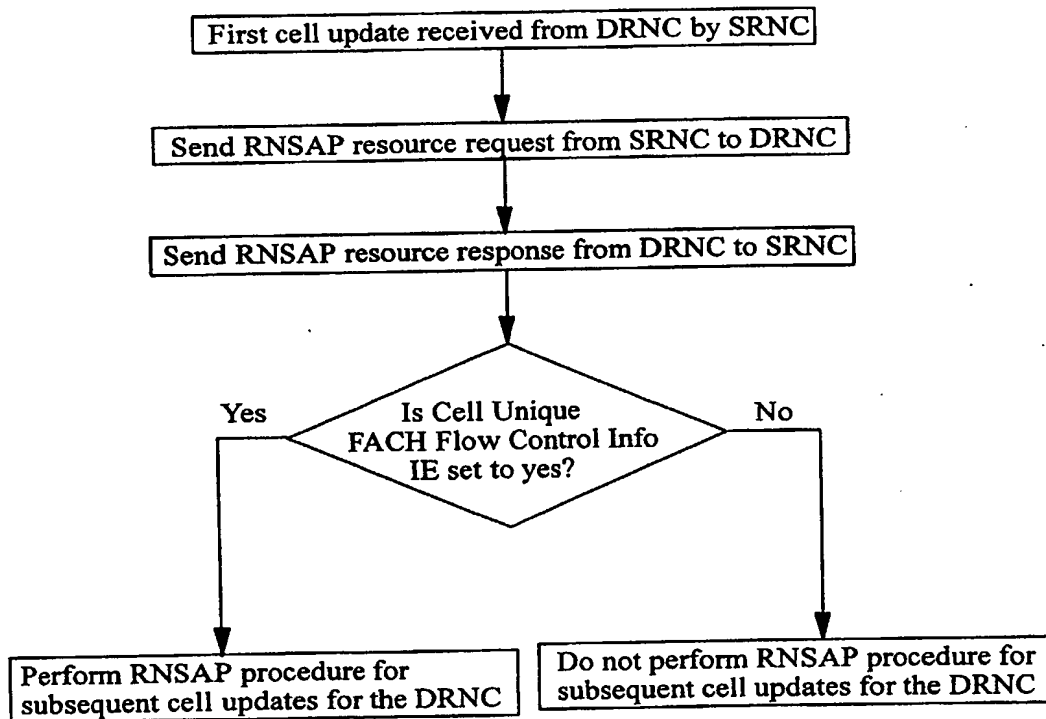 First cell update received from DRNC by SRNC
Send RNSAP resource request from SRNC to DRNC
Send RNSAP resource response from DRNC to SRNC
Is Cell Unique
FACH Flow Control Info
IE set to yes?
Yes
No
Perform RNSAP procedure for
subsequent cell updates for the DRNC
Do not perform RNSAP procedure for
subsequent cell updates for the DRNC